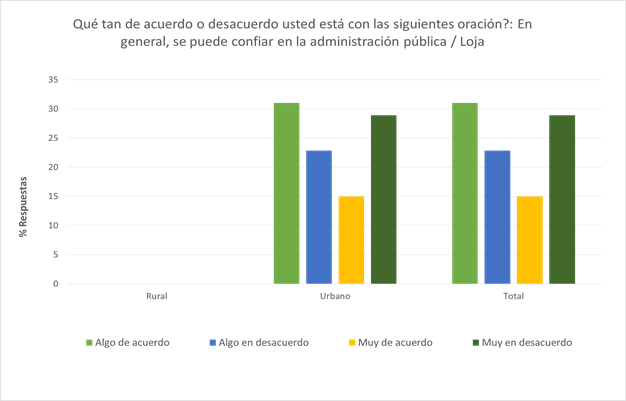 Qué tan de acuerdo o desacuerdo usted está con las siguientes oración?: En
general, se puede confiar en la administración pública / Loja
35
30
25
20
15
10
5
0
% Respuestas
Rural Urbano Total
Algo de acuerdo Algo en desacuerdo Muy de acuerdo Muy en desacuerdo